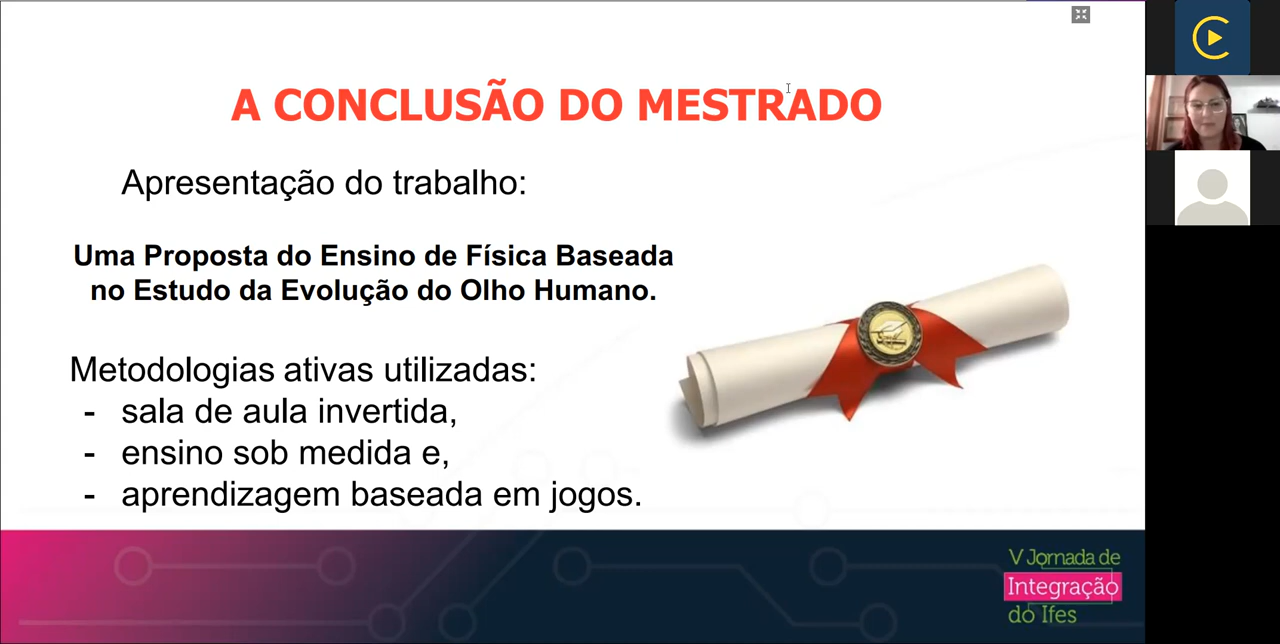 A CONCLUSÃO DO MESTRADO
Apresentação do trabalho:
Uma Proposta do Ensino de Física Baseada
no Estudo da Evolução do Olho Humano.
Metodologias ativas utilizadas:
- sala de aula invertida,
- ensino sob medida e,
- aprendizagem baseada em jogos.
V Jornada de
Integração
do Ifes